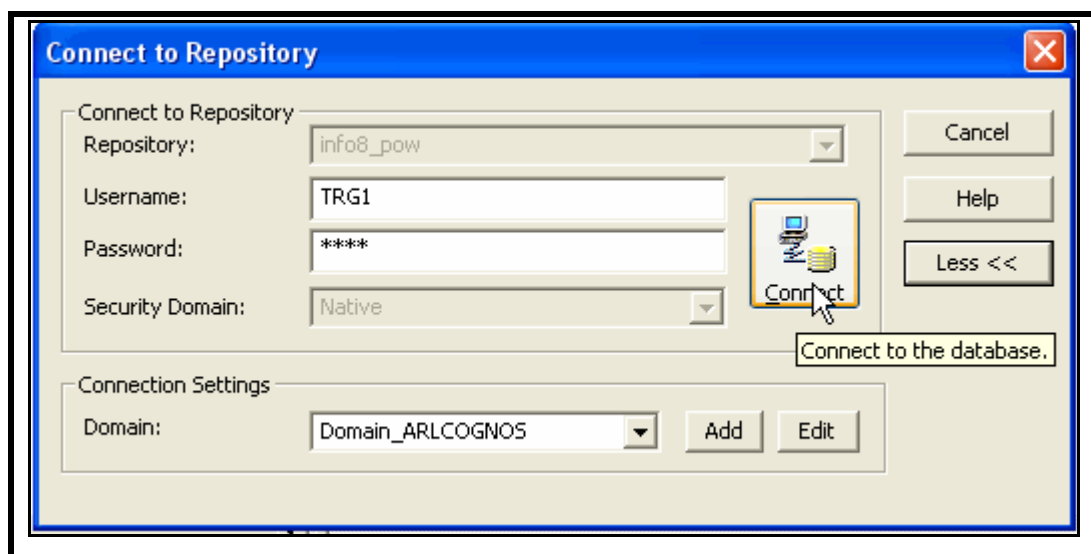 Connect to Repository
Connect to Repository
Repository: info8_pow
Cancel
Username: TRG1
Help
Password: ****
Less <<
Connect
Security Domain: Native
Connect to the database.
Connection Settings
Domain: Domain_ARLCOGNOS Add Edit